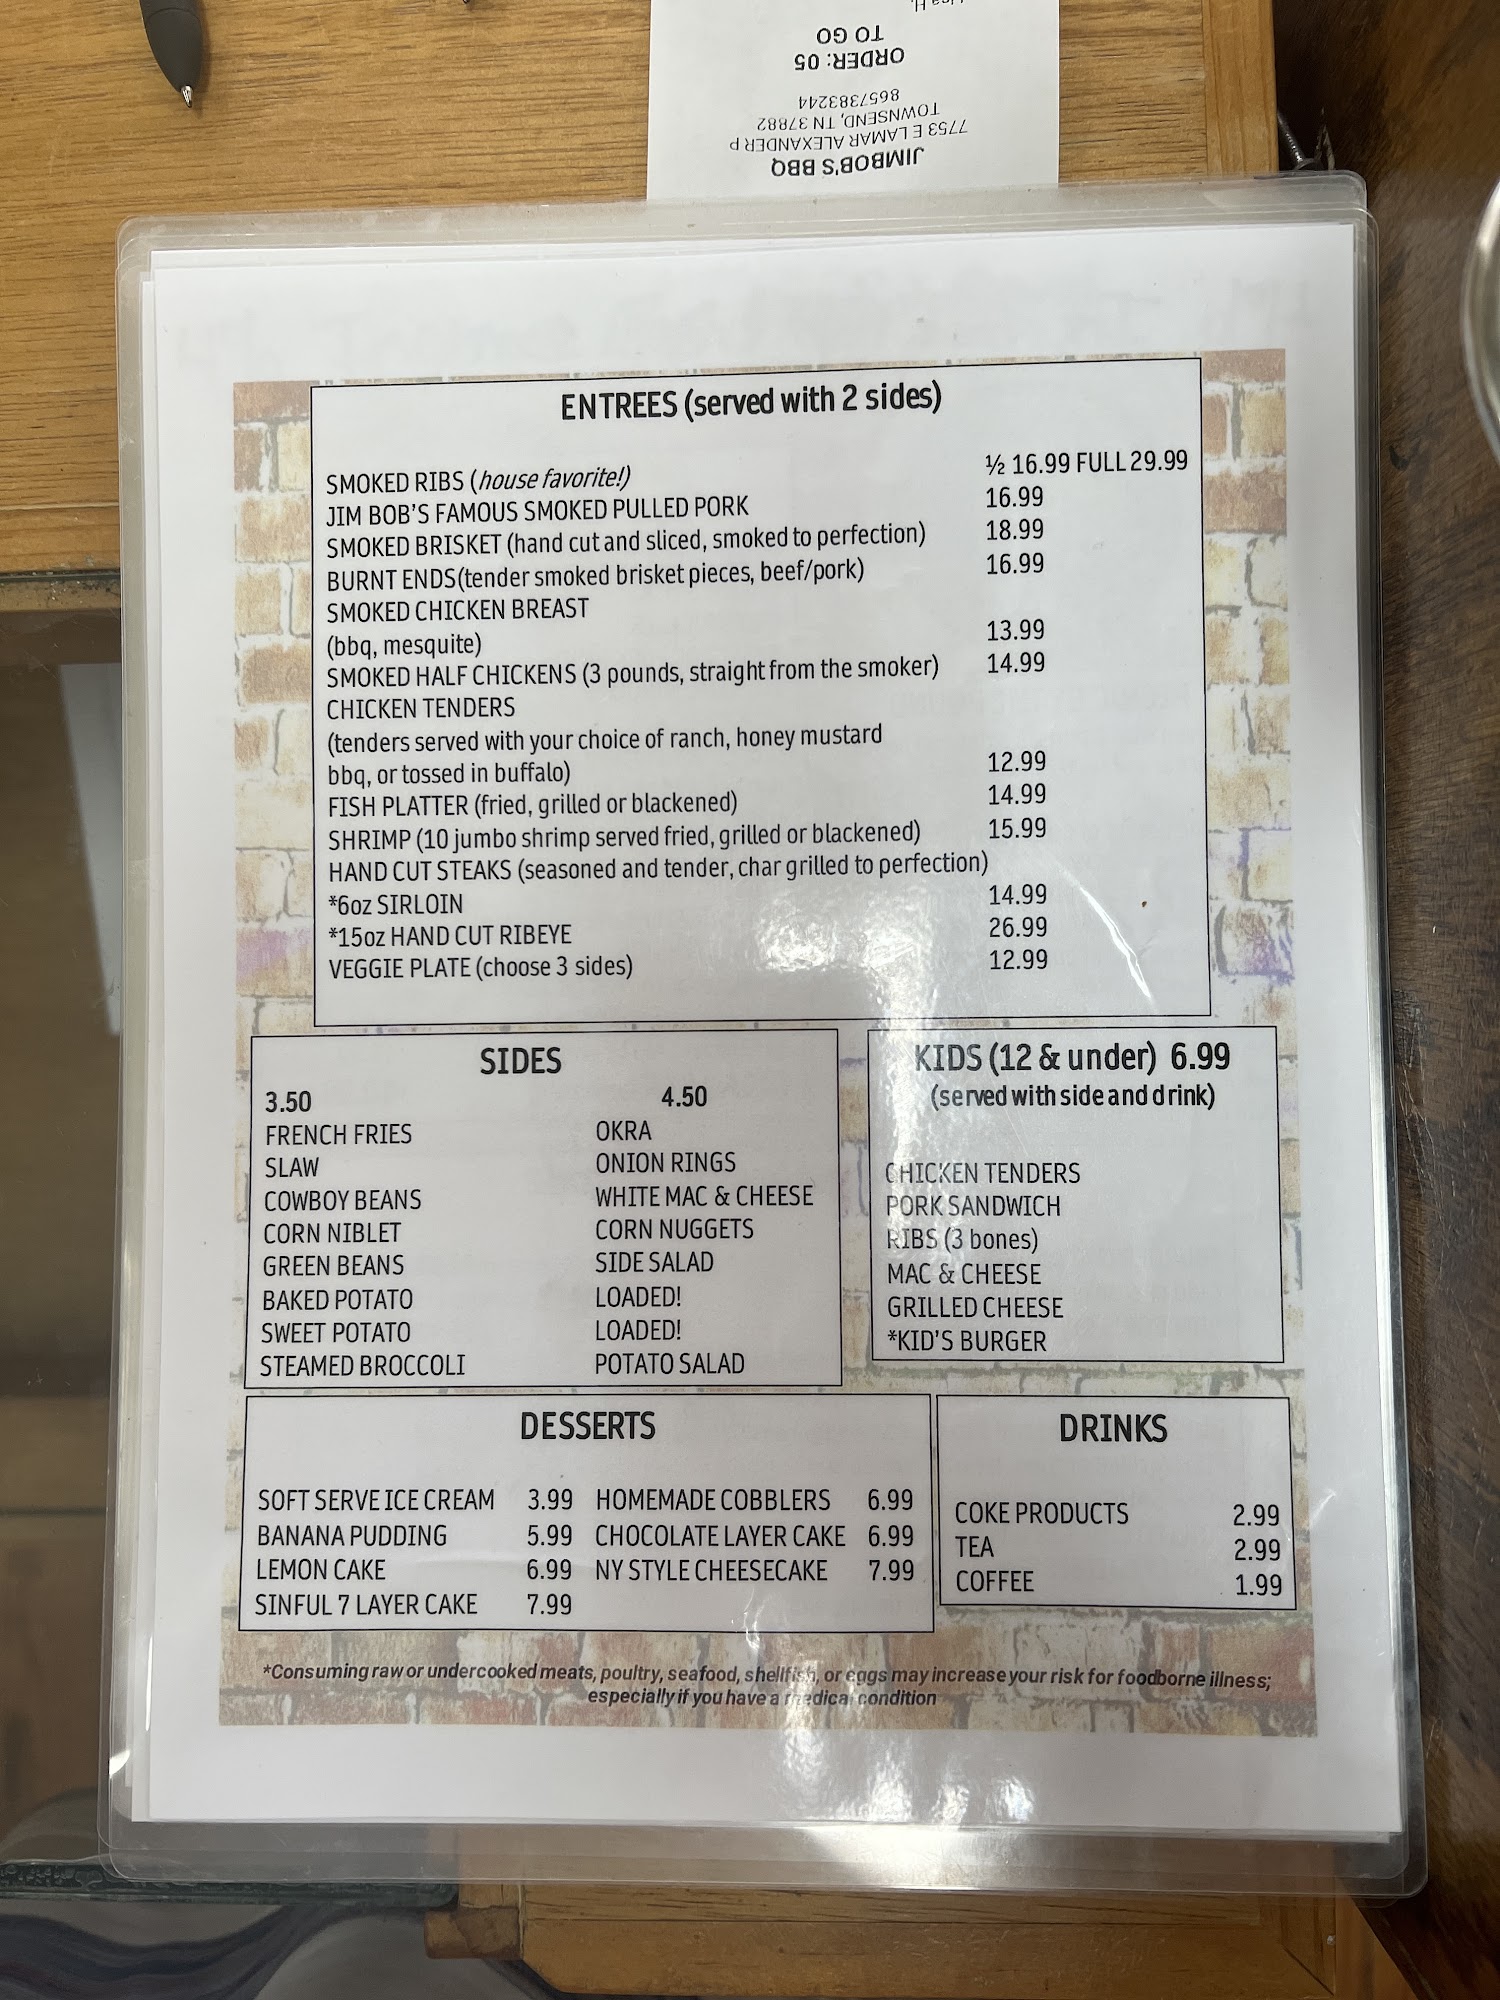 TO GO
ORDER: 05
8657383244
TOWNSEND, TN 37882
7753 E LAMAR ALEXANDER P
JIMBOB'S BBQ
ENTREES (served with 2 sides)
SMOKED RIBS (house favorite!) ½ 16.99 FULL 29.99
JIM BOB'S FAMOUS SMOKED PULLED PORK 16.99
SMOKED BRISKET (hand cut and sliced, smoked to perfection) 18.99
BURNT ENDS(tender smoked brisket pieces, beef/pork) 16.99
SMOKED CHICKEN BREAST
(bbq, mesquite) 13.99
SMOKED HALF CHICKENS (3 pounds, straight from the smoker) 14.99
CHICKEN TENDERS
(tenders served with your choice of ranch, honey mustard
bbq, or tossed in buffalo) 12.99
FISH PLATTER (fried, grilled or blackened) 14.99
SHRIMP (10 jumbo shrimp served fried, grilled or blackened) 15.99
HAND CUT STEAKS (seasoned and tender, char grilled to perfection)
*6oz SIRLOIN 14.99
*15oz HAND CUT RIBEYE 26.99
VEGGIE PLATE (choose 3 sides) 12.99
SIDES
3.50 4.50
FRENCH FRIES OKRA
SLAW ONION RINGS
COWBOY BEANS WHITE MAC & CHEESE
CORN NIBLET CORN NUGGETS
GREEN BEANS SIDE SALAD
BAKED POTATO LOADED!
SWEET POTATO LOADED!
STEAMED BROCCOLI POTATO SALAD
KIDS (12 & under) 6.99
(served with side and drink)
CHICKEN TENDERS
PORK SANDWICH
RIBS (3 bones)
MAC & CHEESE
GRILLED CHEESE
*KID'S BURGER
DESSERTS
SOFT SERVE ICE CREAM 3.99 HOMEMADE COBBLERS 6.99
BANANA PUDDING 5.99 CHOCOLATE LAYER CAKE 6.99
LEMON CAKE 6.99 NY STYLE CHEESECAKE 7.99
SINFUL 7 LAYER CAKE 7.99
DRINKS
COKE PRODUCTS 2.99
TEA 2.99
COFFEE 1.99
*Consuming raw or undercooked meats, poultry, seafood, shellfish, or eggs may increase your risk for foodborne illness;
especially if you have a medical condition